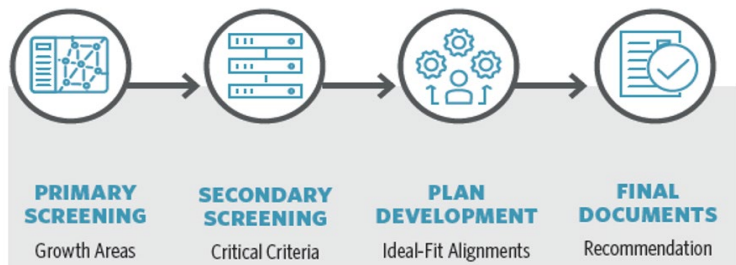 PRIMARY
SCREENING
Growth Areas
SECONDARY
SCREENING
Critical Criteria
PLAN
DEVELOPMENT
Ideal-Fit Alignments
FINAL
DOCUMENTS
Recommendation